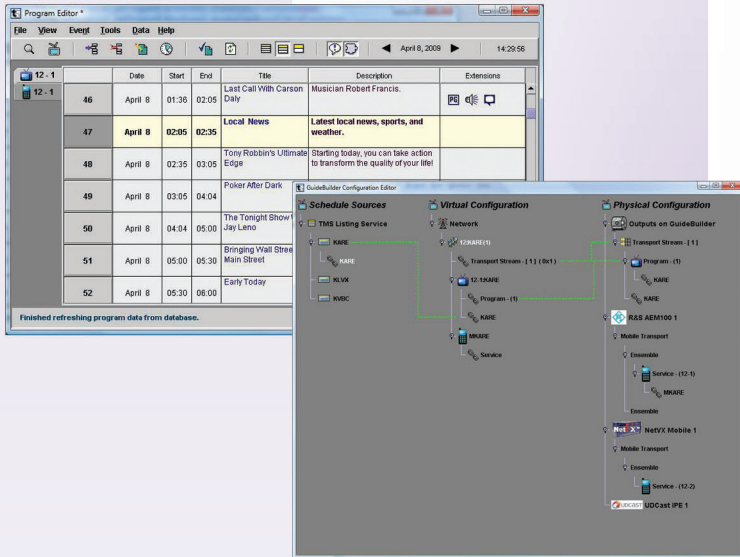 Program Editor *
File View Event Tools Data Help
April 8, 2009 14:29:56
12 - 1
12 - 1
Date Start End Title Description Extensions
46 April 8 01:36 02:05 Last Call With Carson Daly Musician Robert Francis. PG
47 April 8 02:05 02:35 Local News Latest local news, sports, and weather.
48 April 8 02:35 03:05 Tony Robbin's Ultimate Edge Starting today, you can take action to transform the quality of your life!
49 April 8 03:05 04:04 Poker After Dark
50 April 8 04:04 05:00 The Tonight Show Jay Leno
51 April 8 05:00 05:30 Bringing Wall Stree Main Street
52 April 8 05:30 06:00 Early Today
Finished refreshing program data from database.
GuideBuilder Configuration Editor
Schedule Sources
TMS Listing Service
KARE
KARE
KLVX
KVBC
Virtual Configuration
Network
12:KARE(1)
Transport Stream - [ 1 ] ( 8x1 )
12-1:KARE
Program - (1)
KARE
MKARE
Service
Physical Configuration
Outputs on GuideBuilder
Transport Stream - [ 1 ]
Program - (1)
KARE
KARE
RAS AEM100 1
Mobile Transport
Ensemble
Service - (12-1)
MKARE
Ensemble
NetVX NetVX Mobile 1
Mobile Transport
Ensemble
Service - (12-2)
UDCAST UDCast IPE 1